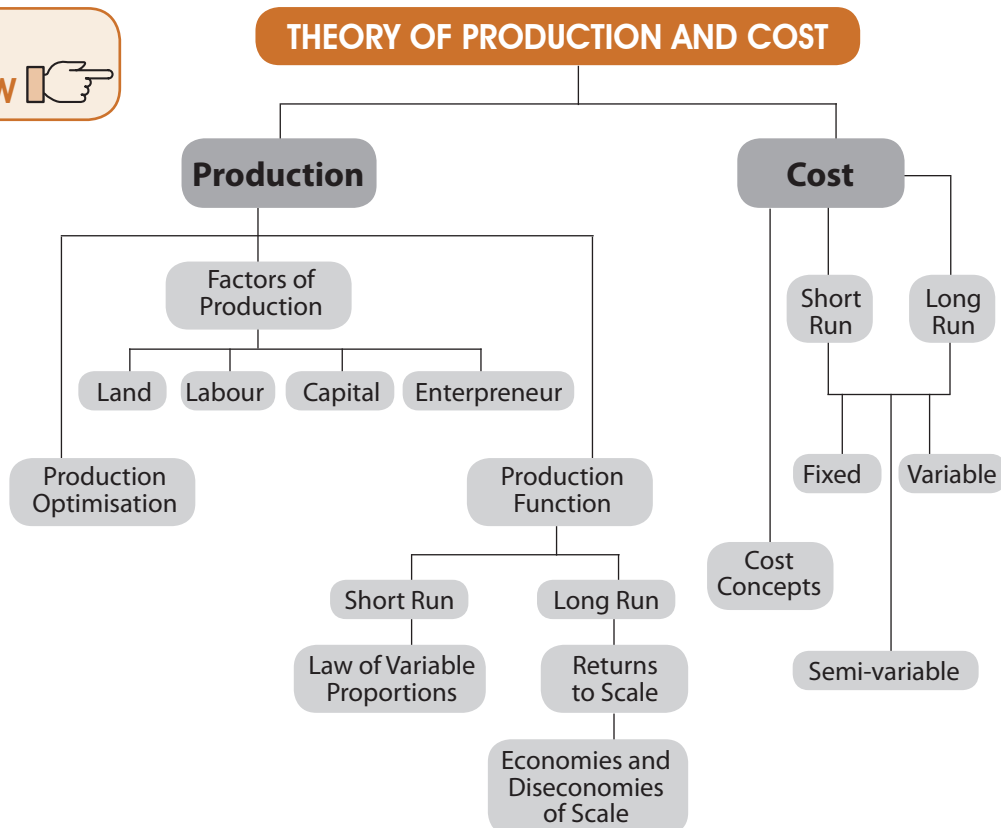 THEORY OF PRODUCTION AND COST
W
Production
Cost
Factors of
Production
Short
Run
Long
Run
Land
Labour
Capital
Enterpreneur
Production
Optimisation
Production
Function
Fixed
Variable
Cost
Concepts
Short Run
Long Run
Law of Variable
Proportions
Returns
to Scale
Semi-variable
Economies and
Diseconomies
of Scale